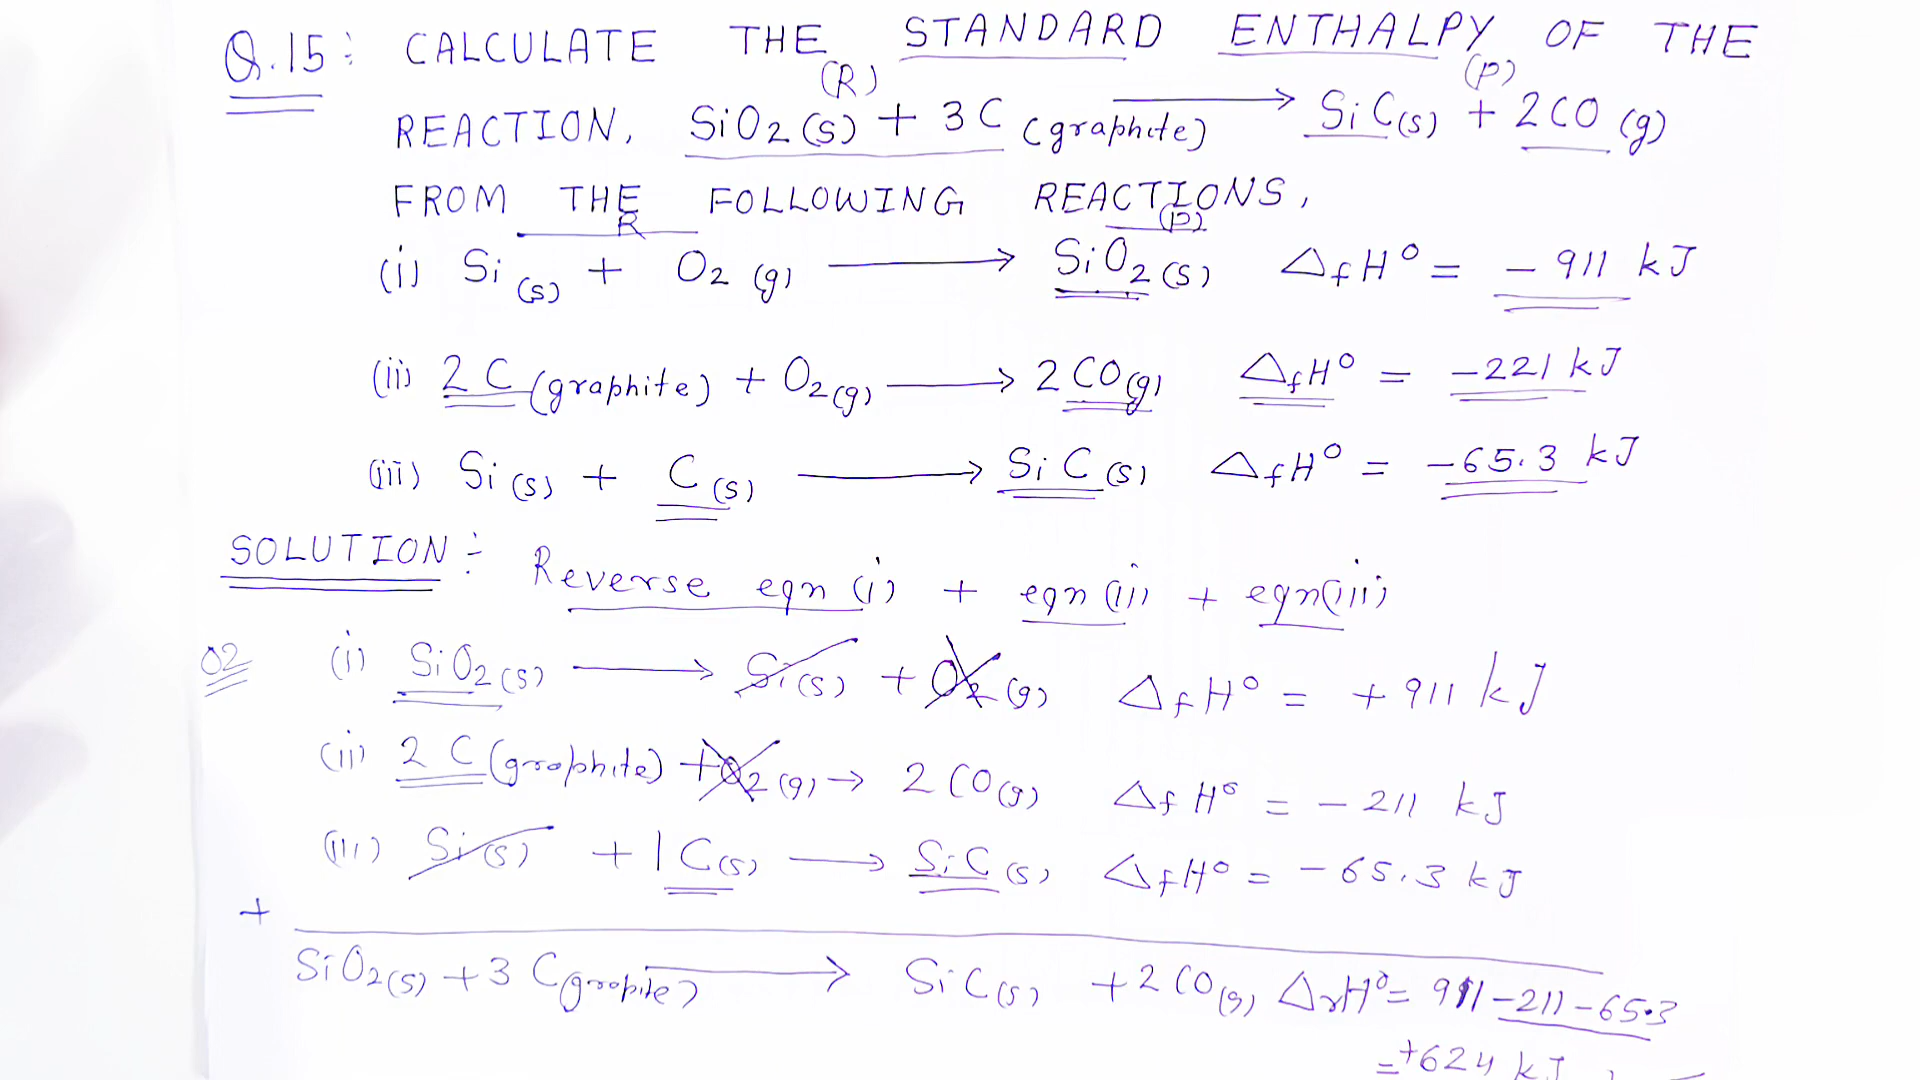 Q.15: CALCULATE THE STANDARD ENTHALPY OF THE
(R) (P)
REACTION, SiO2 (s) + 3 C (graphite) → SiC(s) + 2 CO (g)
FROM THE FOLLOWING REACTIONS,
R (P)
(i) Si (s) + O2 (g) → SiO2 (s) ΔfH° = - 911 kJ
(ii) 2 C (graphite) + O2 (g) → 2 CO(g) ΔfH° = -221 kJ
(iii) Si (s) + C (s) → SiC (s) ΔfH° = -65.3 kJ
SOLUTION :- Reverse eqn (i) + eqn (ii) + eqn(iii)
02 (i) SiO2 (s) → Si(s) + O2 (g) ΔfH° = + 911 kJ
(ii) 2 C (graphite) + O2 (g) → 2 CO(g) ΔfH° = - 211 kJ
(iii) Si(s) + 1 C(s) → SiC (s) ΔfH° = - 65.3 kJ
+
SiO2(s) + 3 C(grophite) → SiC(s) + 2 CO(g) ΔrH° = 911 - 211 - 65.3
= +624 kJ